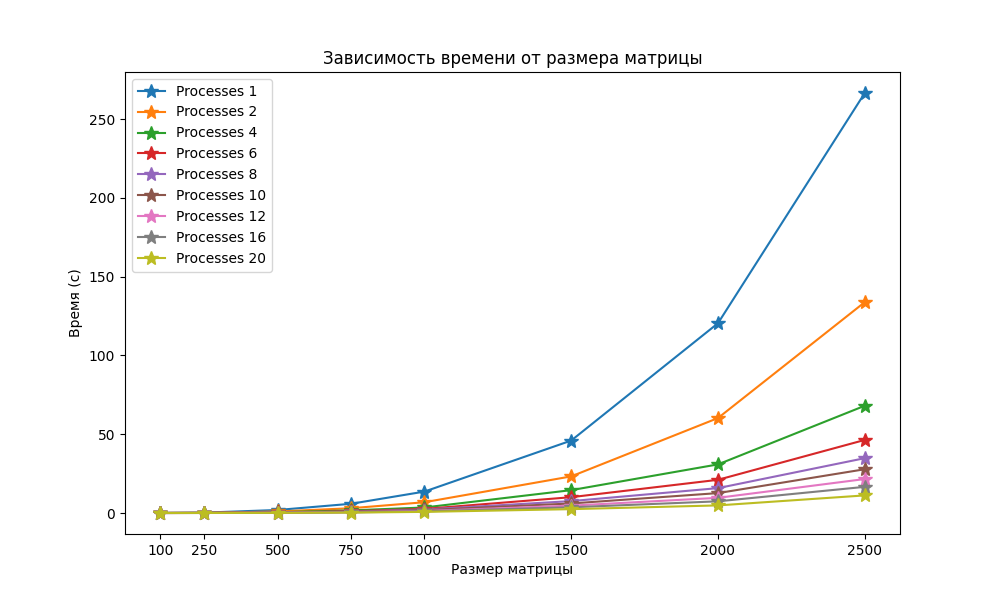 Зависимость времени от размера матрицы
Processes 1
Processes 2
Processes 4
Processes 6
Processes 8
Processes 10
Processes 12
Processes 16
Processes 20
Время (с)
250
200
150
100
50
0
100 250 500 750 1000 1500 2000 2500
Размер матрицы